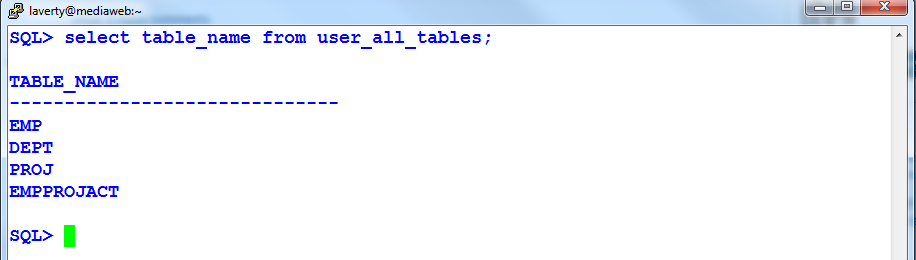 laverty@mediaweb:~
SQL> select table_name from user_all_tables;
TABLE_NAME
------------------------------
EMP
DEPT
PROJ
EMPPROJACT
SQL>